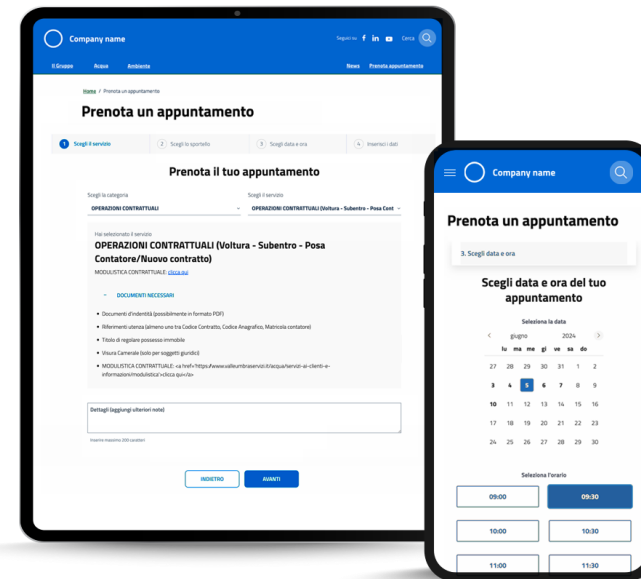 Company name
Seguici su
Cerca
Il Gruppo Acqua Ambiente
News Prenota appuntamento
Home / Prenota un appuntamento
Prenota un appuntamento
1 Scegli il servizio
2 Scegli lo sportello
3 Scegli data e ora
4 Inserisci i dati
Prenota il tuo appuntamento
Scegli la categoria
Scegli il servizio
OPERAZIONI CONTRATTUALI
OPERAZIONI CONTRATTUALI (Voltura - Subentro - Posa Cont
Hai selezionato il servizio
OPERAZIONI CONTRATTUALI (Voltura - Subentro - Posa
Contatore/Nuovo contratto)
MODULISTICA CONTRATTUALE: clicca qui
DOCUMENTI NECESSARI
• Documenti d'indentità (possibilmente in formato PDF)
• Riferimenti utenza (almeno uno tra Codice Contratto, Codice
Anagrafico, Matricola contatore)
• Titolo di regolare possesso immobile
• Visura Camerale (solo per soggetti giuridici)
• MODULISTICA CONTRATTUALE: <a href='https://www.valleumbraservizi.it/acqua/servizi-ai-clienti-e-
informazioni/modulistica'>clicca qui</a>
Dettagli (aggiungi ulteriori note)
Inserire massimo 200 caratteri
INDIETRO
AVANTI
Company name
Prenota un appuntamento
3. Scegli data e ora
Scegli data e ora del tuo
appuntamento
Seleziona la data
< giugno 2024 >
lu ma me gi ve sa do
27 28 29 30 31 1 2
3 4 5 6 7 8 9
10 11 12 13 14 15 16
17 18 19 20 21 22 23
24 25 26 27 28 29 30
Seleziona l'orario
09:00 09:30
10:00 10:30
11:00 11:30